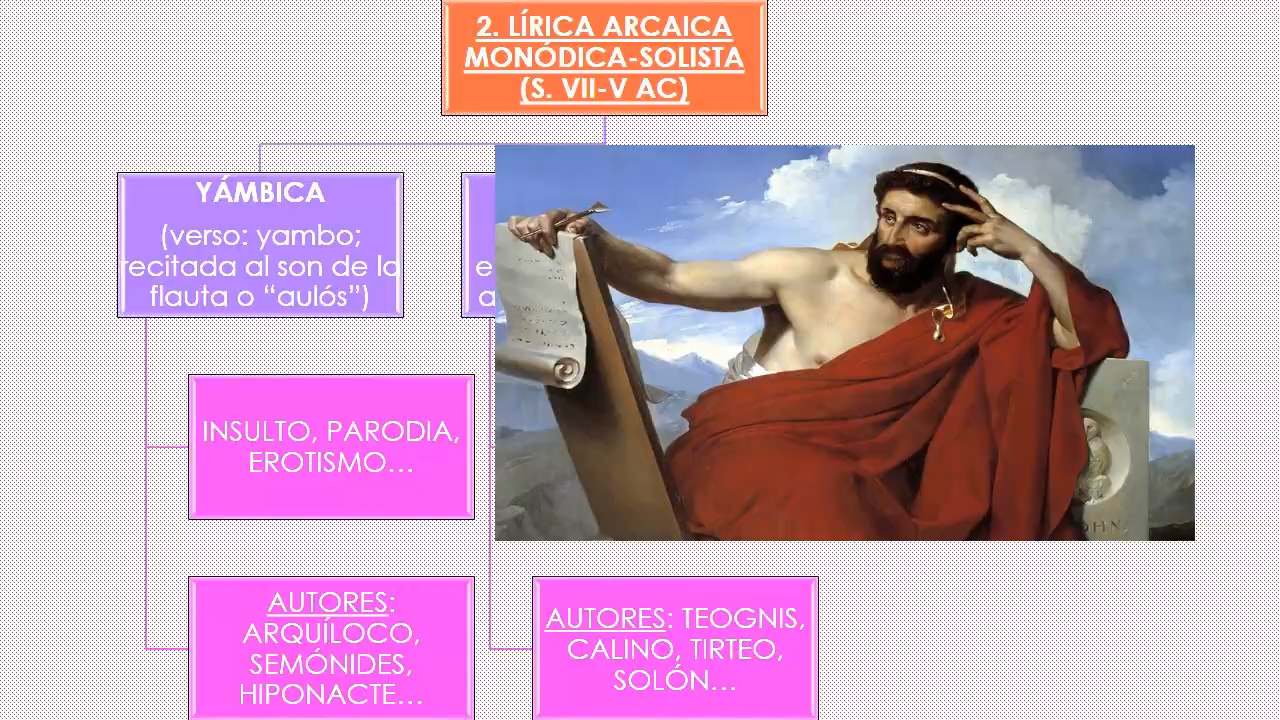 2. LÍRICA ARCAICA
MONÓDICA-SOLISTA
(S. VII-V AC)
YÁMBICA
(verso: yambo;
recitada al son de la
flauta o “aulós”)
INSULTO, PARODIA,
EROTISMO…
AUTORES:
ARQUÍLOCO,
SEMÓNIDES,
HIPONACTE…
AUTORES: TEOGNIS,
CALINO, TIRTEO,
SOLÓN…